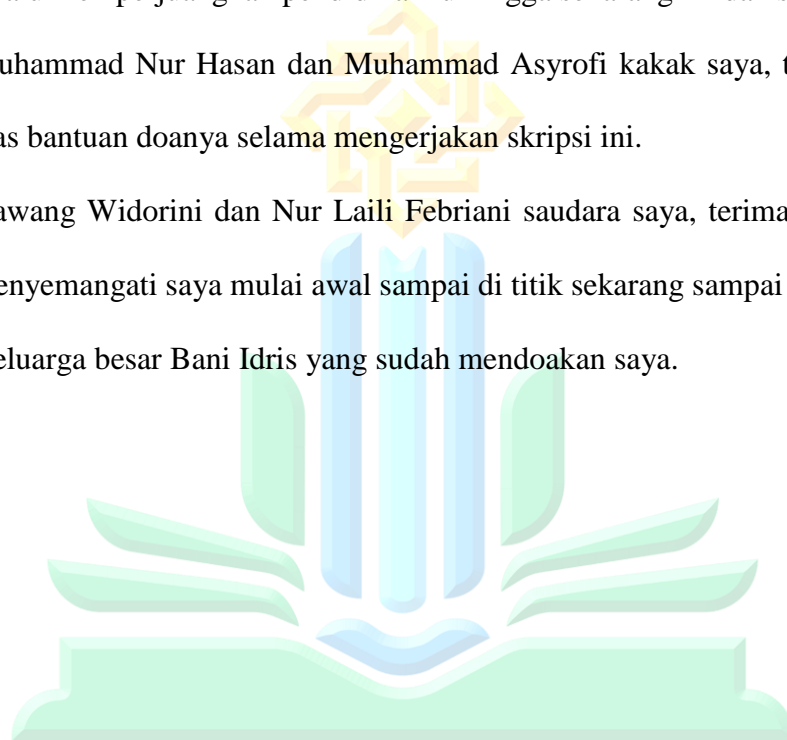 uhammad Nur Hasan dan Muhammad Asyrofi kakak saya, t
as bantuan doanya selama mengerjakan skripsi ini.
awang Widorini dan Nur Laili Febriani saudara saya, terima
enyemangati saya mulai awal sampai di titik sekarang sampai
eluarga besar Bani Idris yang sudah mendoakan saya.